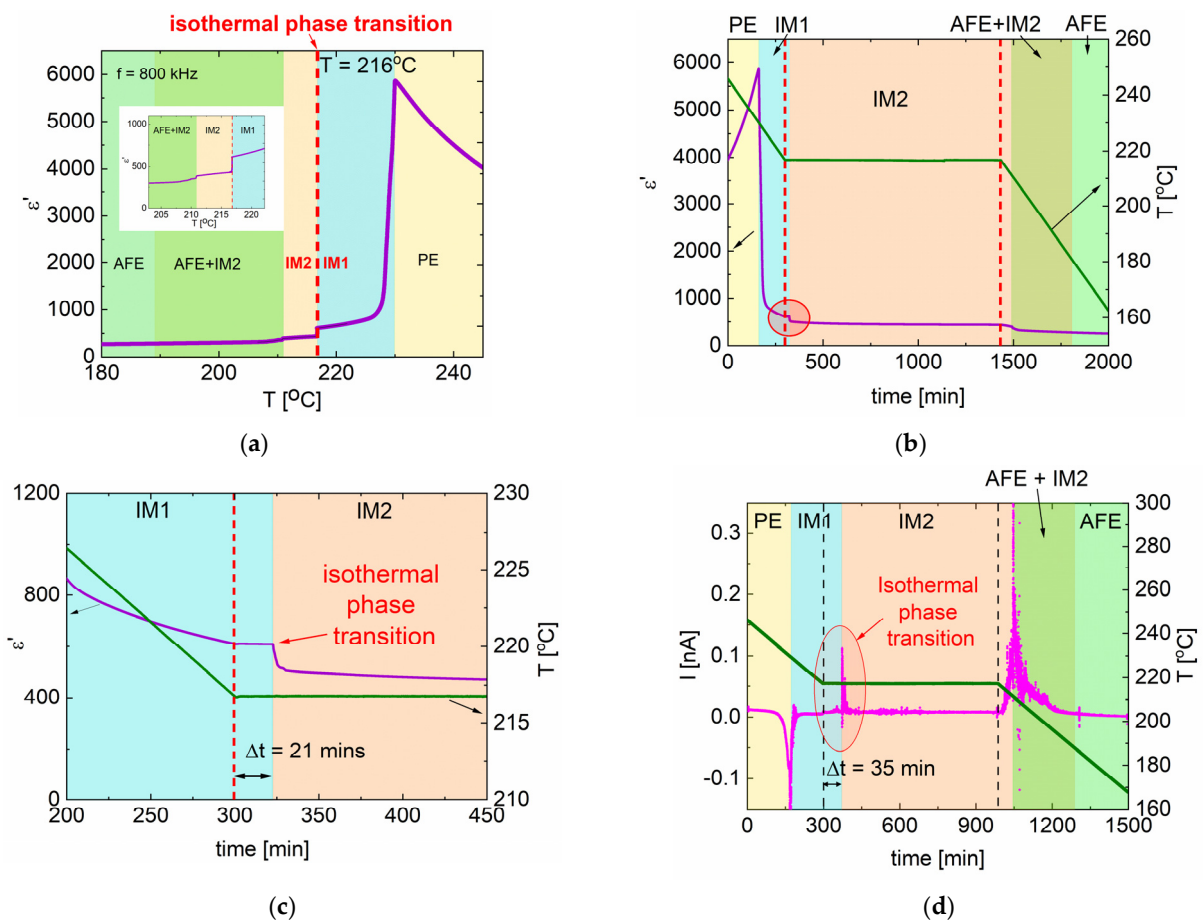 isothermal phase transition
f = 800 kHz
T = 216°C
ε'
6000
5000
4000
3000
2000
1000
0
180
200
220
240
T [°C]
AFE
AFE+IM2
IM2
IM1
PE
AFE+IM2
IM2
IM1
ε'
1000
500
0
205
210
215
220
T [°C]
(a)
PE
IM1
AFE+IM2
AFE
IM2
ε'
6000
5000
4000
3000
2000
1000
0
0
500
1000
1500
2000
time [min]
260
240
220
200
180
160
T [°C]
(b)
IM1
IM2
isothermal
phase
transition
Δt = 21 mins
ε'
1200
800
400
0
200
250
300
350
400
450
time [min]
230
225
220
215
210
T [°C]
(c)
AFE + IM2
PE
IM1
IM2
AFE
Isothermal
phase
transition
Δt = 35 min
I [nA]
0.3
0.2
0.1
0.0
-0.1
0
300
600
900
1200
1500
time [min]
300
280
260
240
220
200
180
160
T [°C]
(d)